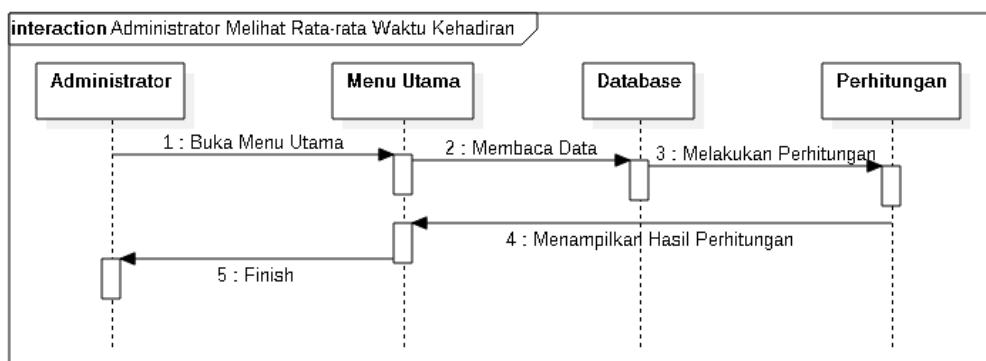 interaction Administrator Melihat Rata-rata Waktu Kehadiran
Administrator
Menu Utama
Database
Perhitungan
1 : Buka Menu Utama
2 : Membaca Data
3 : Melakukan Perhitungan
4 : Menampilkan Hasil Perhitungan
5 : Finish